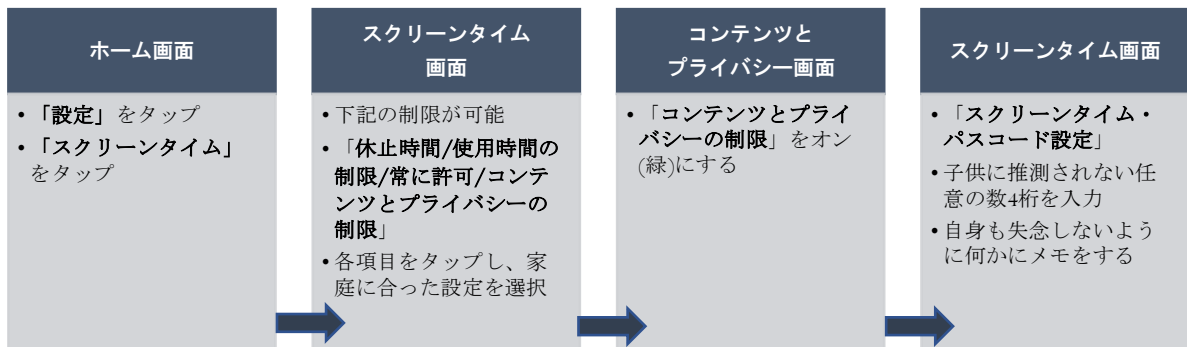 ホーム画面
• 「設定」をタップ
• 「スクリーンタイム」
をタップ
スクリーンタイム
画面
• 下記の制限が可能
• 「休止時間/使用時間の
制限/常に許可/コンテ
ンツとプライバシーの
制限」
• 各項目をタップし、家
庭に合った設定を選択
コンテンツと
プライバシー画面
• 「コンテンツとプライ
バシーの制限」をオン
(緑)にする
スクリーンタイム画面
• 「スクリーンタイム・
パスコード設定」
• 子供に推測されない任
意の数4桁を入力
• 自身も失念しないよう
に何かにメモをする